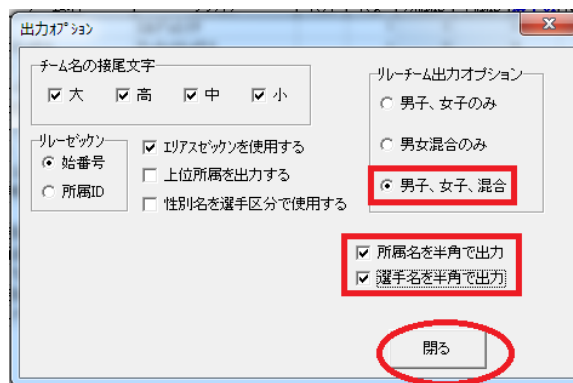 出力ｵﾌﾟｼｮﾝ
チーム名の接尾文字
大
高
中
小
リレーゼッケン
始番号
所属ID
エリアスゼッケンを使用する
上位所属を出力する
性別名を選手区分で使用する
リレーチーム出力オプション
男子、女子のみ
男女混合のみ
男子、女子、混合
所属名を半角で出力
選手名を半角で出力
閉る